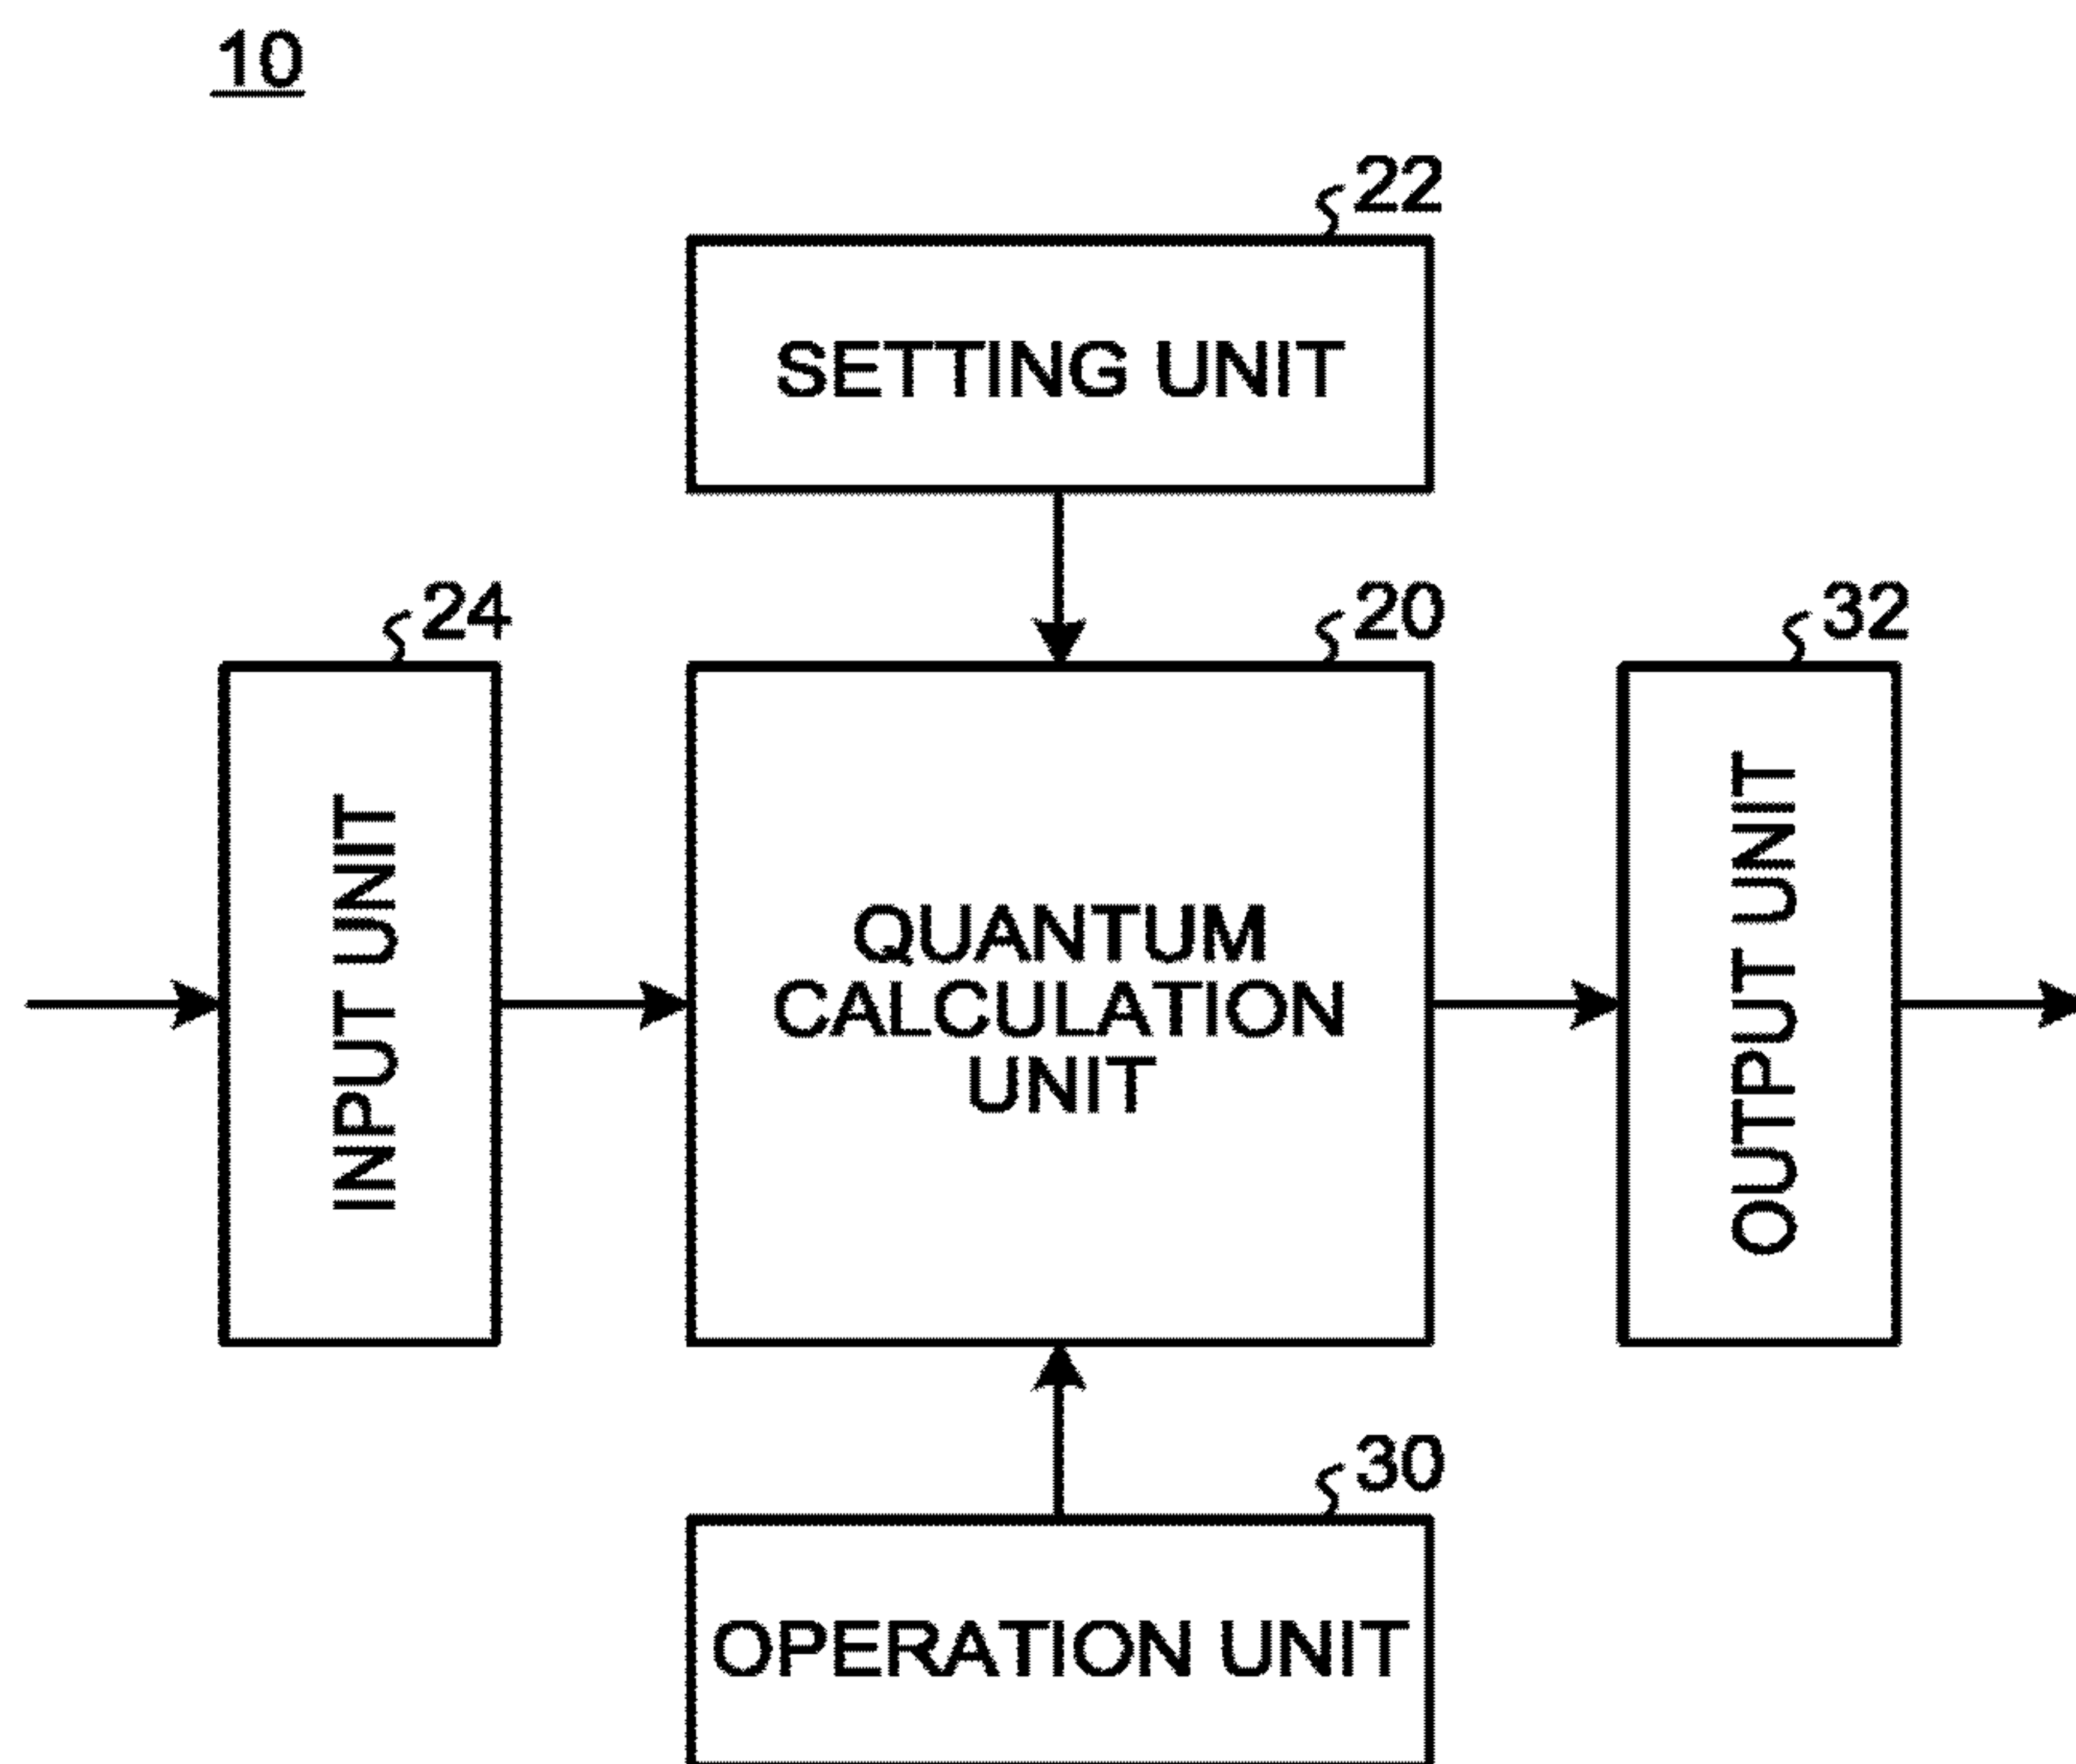 10
22
SETTING UNIT
24
20
32
INPUT UNIT
QUANTUM
CALCULATION
UNIT
OUTPUT UNIT
30
OPERATION UNIT